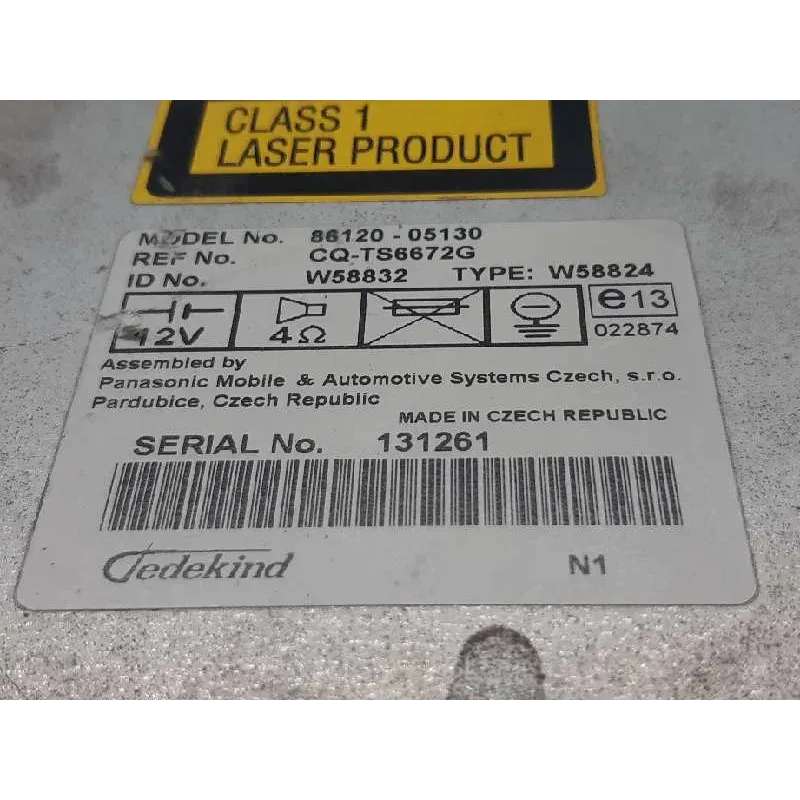 CLASS 1
LASER PRODUCT
MODEL No. 86120 - 05130
REF No. CQ-TS6672G
ID No. W58832 TYPE: W58824
12V 4Ω e13
022874
Assembled by
Panasonic Mobile & Automotive Systems Czech, s.r.o.
Pardubice, Czech Republic
MADE IN CZECH REPUBLIC
SERIAL No. 131261
Tedekind N1